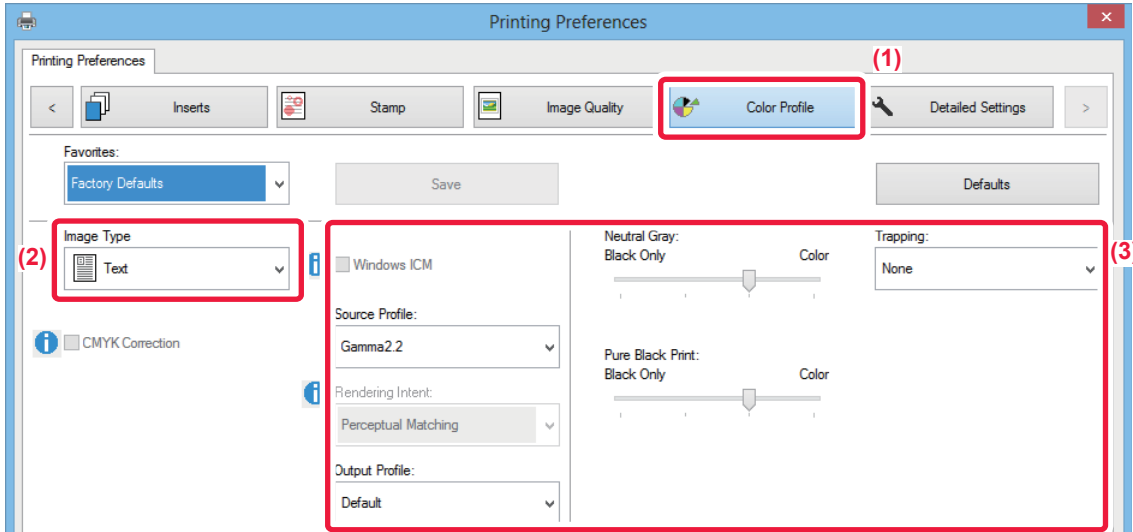 Printing Preferences
×
Printing Preferences
(1)
< Inserts Stamp Image Quality Color Profile Detailed Settings >
Favorites:
Factory Defaults Save Defaults
(2)
Image Type
Text
CMYK Correction
Windows ICM
Source Profile:
Gamma2.2
Rendering Intent:
Perceptual Matching
Output Profile:
Default
Neutral Gray:
Black Only Color
Pure Black Print:
Black Only Color
Trapping:
None
(3)